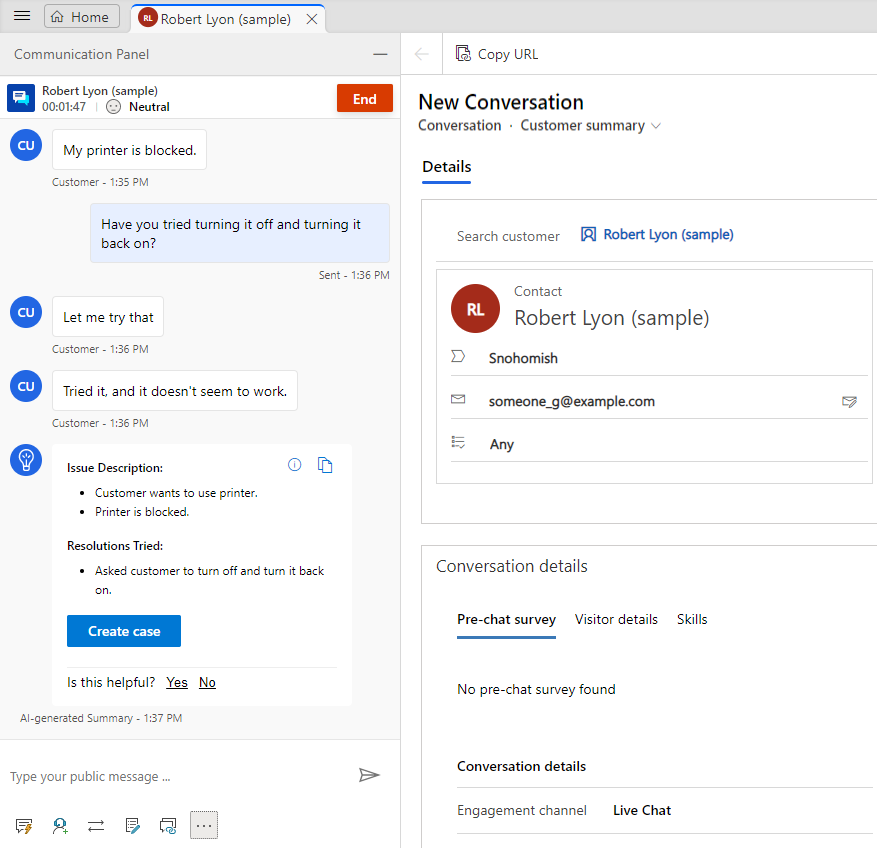 Home
RL Robert Lyon (sample)
Communication Panel
Robert Lyon (sample)
00:01:47 Neutral
End
CU My printer is blocked.
Customer - 1:35 PM
Have you tried turning it off and turning it
back on?
Sent - 1:36 PM
CU Let me try that
Customer - 1:36 PM
CU Tried it, and it doesn't seem to work.
Customer - 1:36 PM
Issue Description:
• Customer wants to use printer.
• Printer is blocked.
Resolutions Tried:
• Asked customer to turn off and turn it back
on.
Create case
Is this helpful? Yes No
AI-generated Summary - 1:37 PM
Type your public message ...
Copy URL
New Conversation
Conversation · Customer summary
Details
Search customer Robert Lyon (sample)
RL
Contact
Robert Lyon (sample)
Snohomish
someone_g@example.com
Any
Conversation details
Pre-chat survey Visitor details Skills
No pre-chat survey found
Conversation details
Engagement channel Live Chat